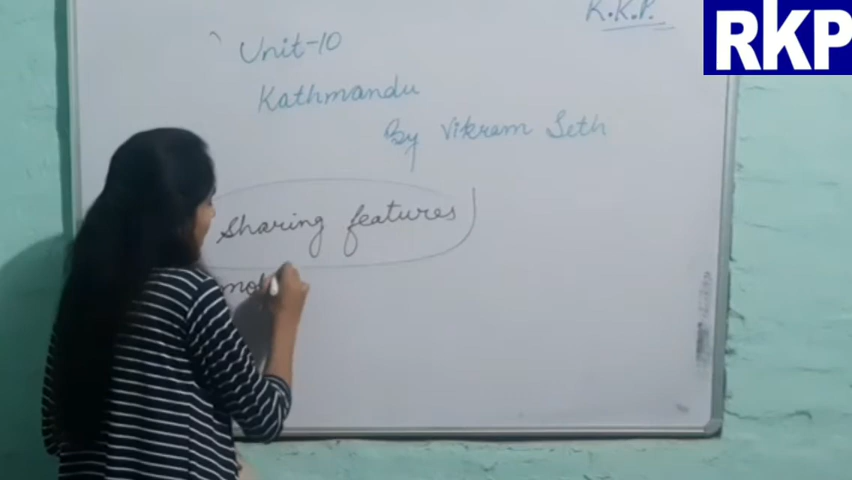 K.K.P.
RKP
Unit-10
Kathmandu
By Vikram Seth
Sharing features